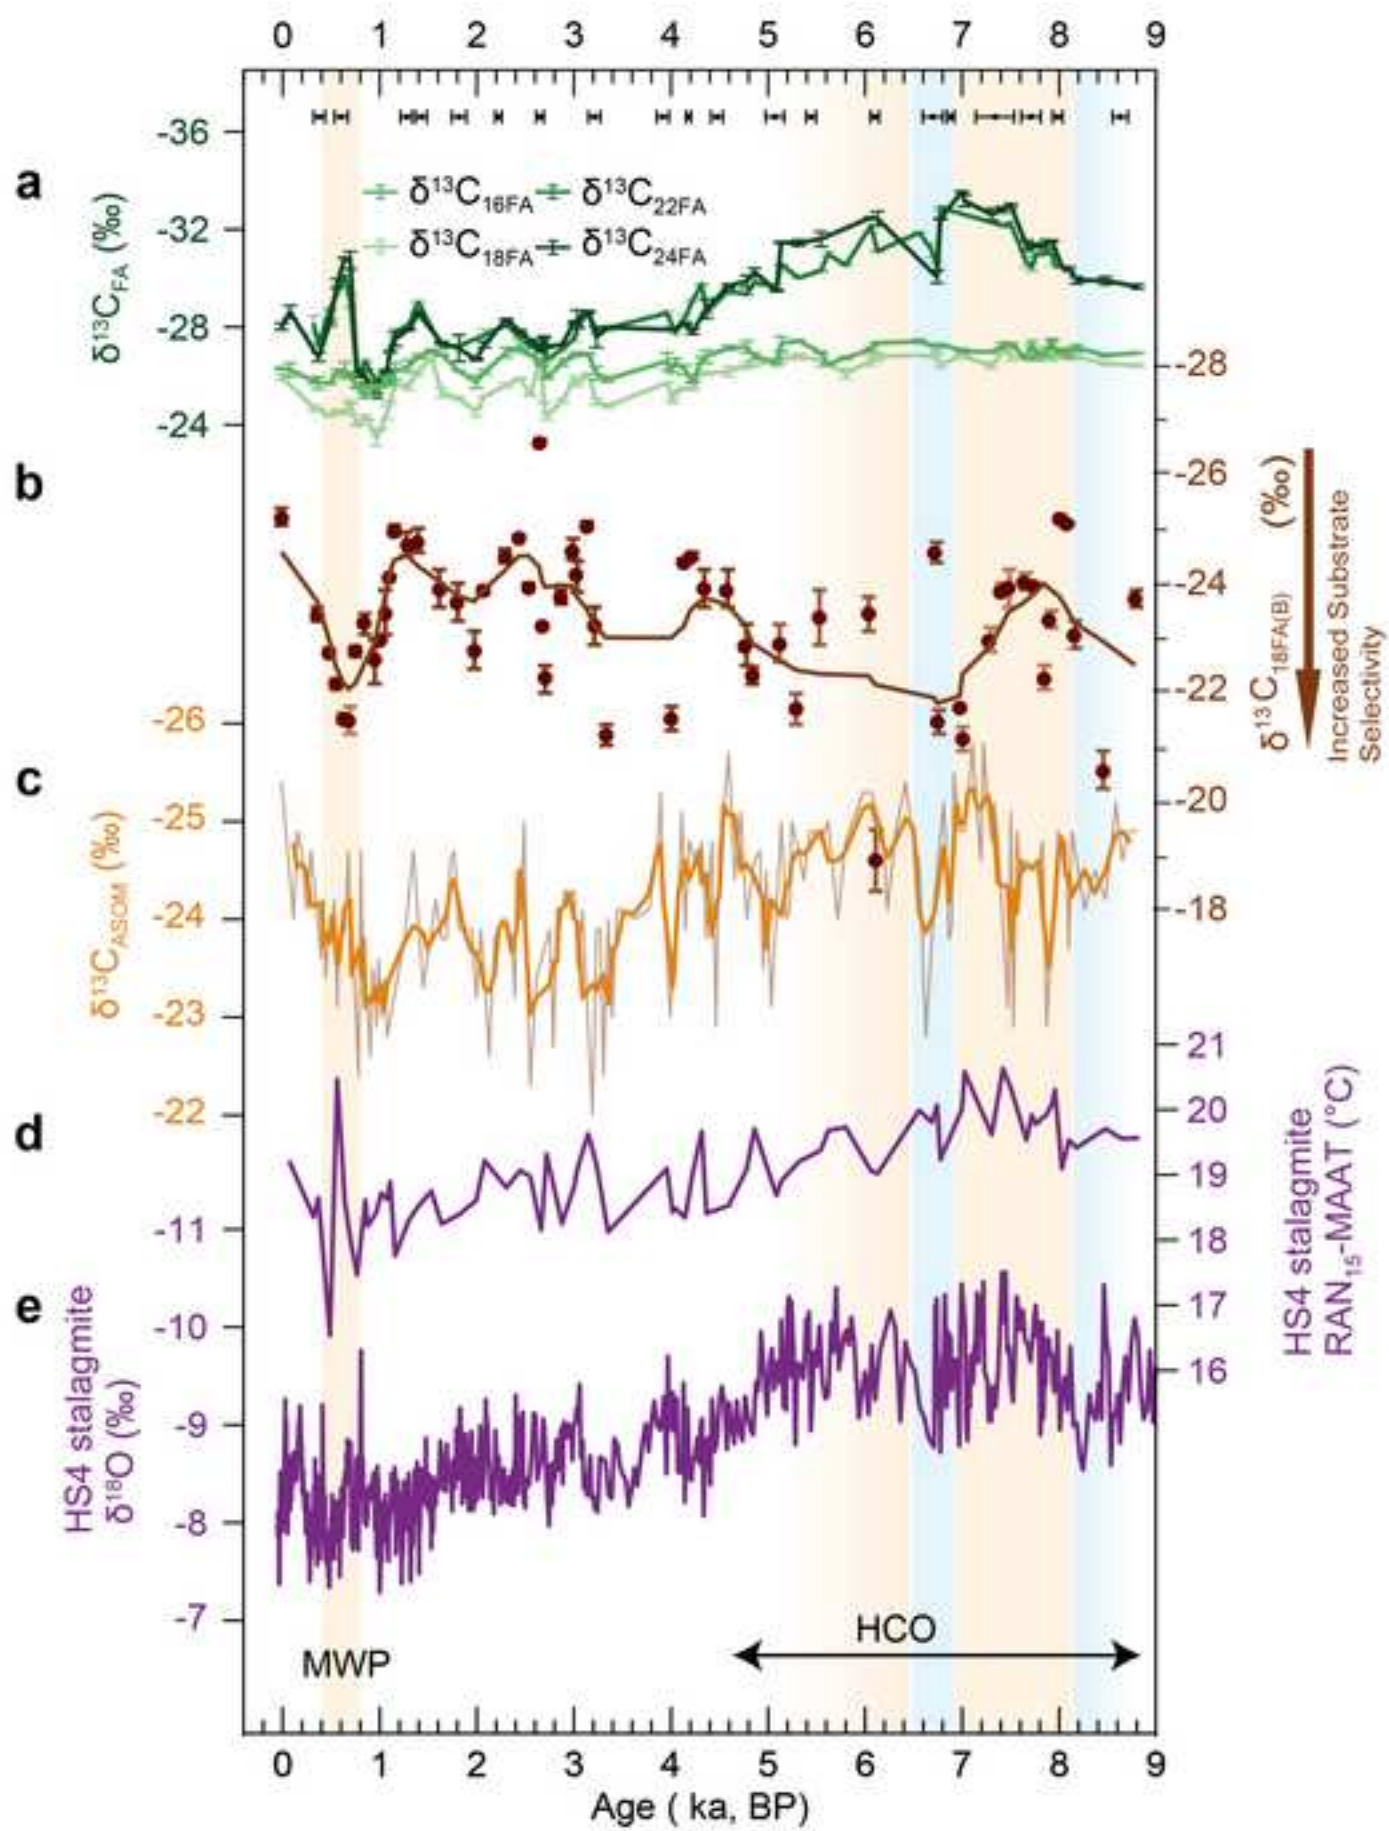 0 1 2 3 4 5 6 7 8 9
a
-36
-32
-28
-24
δ¹³C_FA (‰)
δ¹³C₁₆FA δ¹³C₂₂FA
δ¹³C₁₈FA δ¹³C₂₄FA
b
-28
-26
-24
-22
-20
-18
δ¹³C₁₈FA(B) (‰)
Increased Substrate
Selectivity
c
-26
-25
-24
-23
-22
δ¹³C_ASOM (‰)
d
21
20
19
18
17
16
HS4 stalagmite
RAN₁₅-MAAT (°C)
e
-11
-10
-9
-8
-7
HS4 stalagmite
δ¹⁸O (‰)
HCO
MWP
0 1 2 3 4 5 6 7 8 9
Age ( ka, BP)